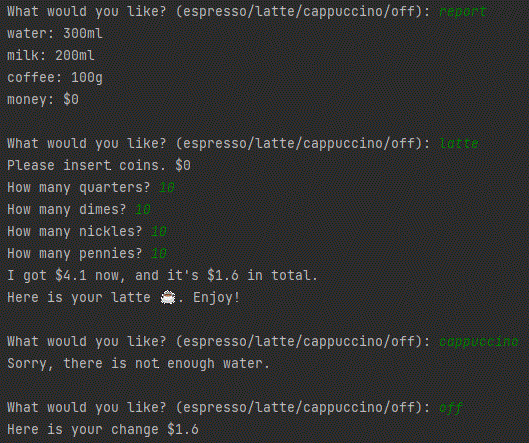 What would you like? (espresso/latte/cappuccino/off): report
water: 300ml
milk: 200ml
coffee: 100g
money: $0
What would you like? (espresso/latte/cappuccino/off): latte
Please insert coins. $0
How many quarters? 10
How many dimes? 10
How many nickles? 10
How many pennies? 10
I got $4.1 now, and it's $1.6 in total.
Here is your latte ☕. Enjoy!
What would you like? (espresso/latte/cappuccino/off): cappuccino
Sorry, there is not enough water.
What would you like? (espresso/latte/cappuccino/off): off
Here is your change $1.6